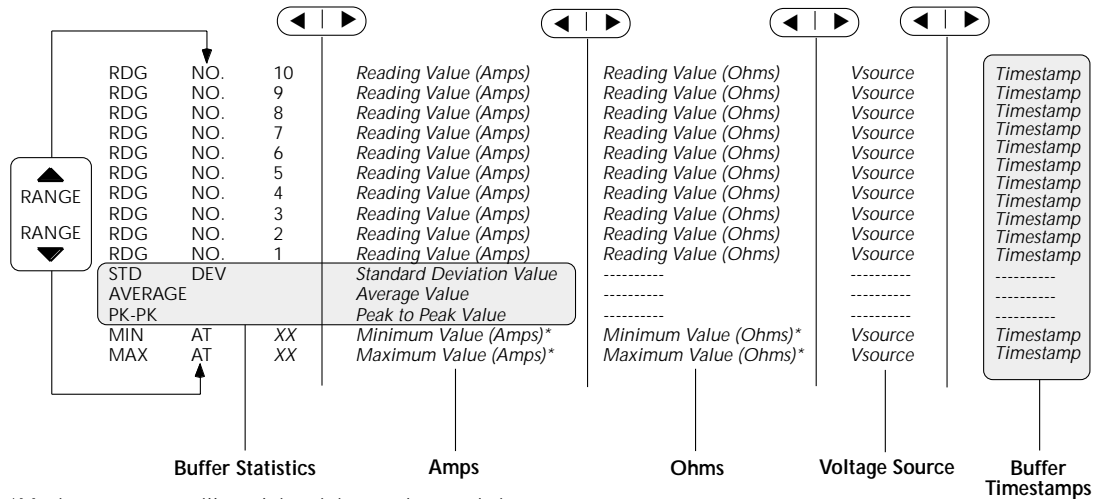 RDG NO. 10 Reading Value (Amps) Reading Value (Ohms) Vsource Timestamp
RDG NO. 9 Reading Value (Amps) Reading Value (Ohms) Vsource Timestamp
RDG NO. 8 Reading Value (Amps) Reading Value (Ohms) Vsource Timestamp
RDG NO. 7 Reading Value (Amps) Reading Value (Ohms) Vsource Timestamp
RDG NO. 6 Reading Value (Amps) Reading Value (Ohms) Vsource Timestamp
RDG NO. 5 Reading Value (Amps) Reading Value (Ohms) Vsource Timestamp
RDG NO. 4 Reading Value (Amps) Reading Value (Ohms) Vsource Timestamp
RDG NO. 3 Reading Value (Amps) Reading Value (Ohms) Vsource Timestamp
RDG NO. 2 Reading Value (Amps) Reading Value (Ohms) Vsource Timestamp
RDG NO. 1 Reading Value (Amps) Reading Value (Ohms) Vsource Timestamp
STD DEV Standard Deviation Value ---------- ---------- ----------
AVERAGE Average Value ---------- ---------- ----------
PK-PK Peak to Peak Value ---------- ---------- ----------
MIN AT XX Minimum Value (Amps)* Minimum Value (Ohms)* Vsource Timestamp
MAX AT XX Maximum Value (Amps)* Maximum Value (Ohms)* Vsource Timestamp
RANGE
RANGE
Buffer Statistics
Amps
Ohms
Voltage Source
Buffer
Timestamps